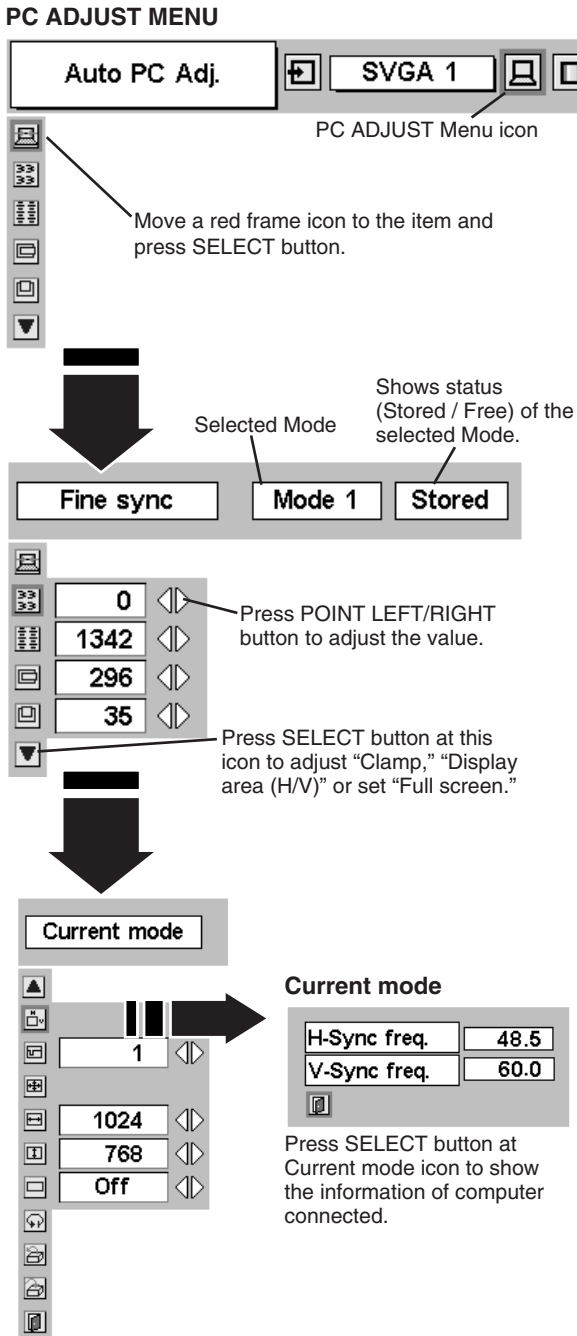 PC ADJUST MENU
Auto PC Adj.
SVGA 1
PC ADJUST Menu icon
Move a red frame icon to the item and
press SELECT button.
Shows status
(Stored / Free) of the
selected Mode.
Selected Mode
Fine sync
Mode 1
Stored
0
1342
296
35
Press POINT LEFT/RIGHT
button to adjust the value.
Press SELECT button at this
icon to adjust “Clamp,” “Display
area (H/V)” or set “Full screen.”
Current mode
1
1024
768
Off
Current mode
H-Sync freq. 48.5
V-Sync freq. 60.0
Press SELECT button at
Current mode icon to show
the information of computer
connected.